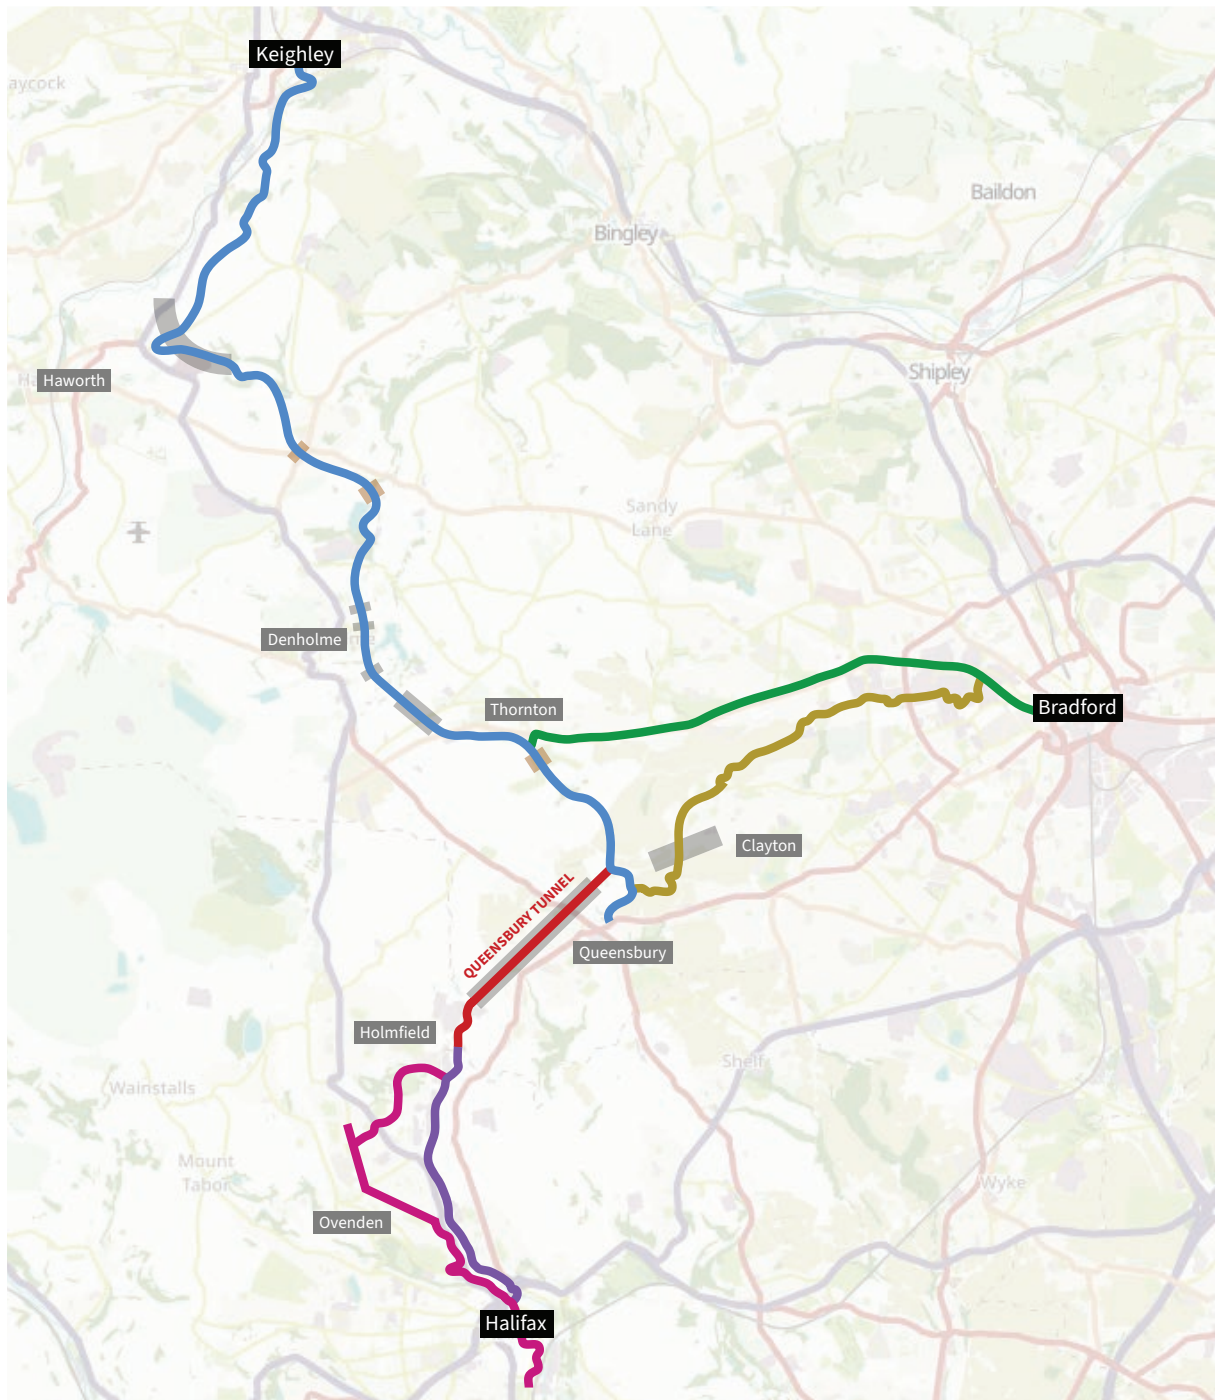 Keighley
aycock
Baildon
Bingley
Shipley
Haworth
Sandy
Lane
Denholme
Thornton
Bradford
Clayton
QUEENSBURY TUNNEL
Queensbury
Holmfield
Shelf
Wainstalls
Mount
Tabor
Wyke
Ovenden
Halifax